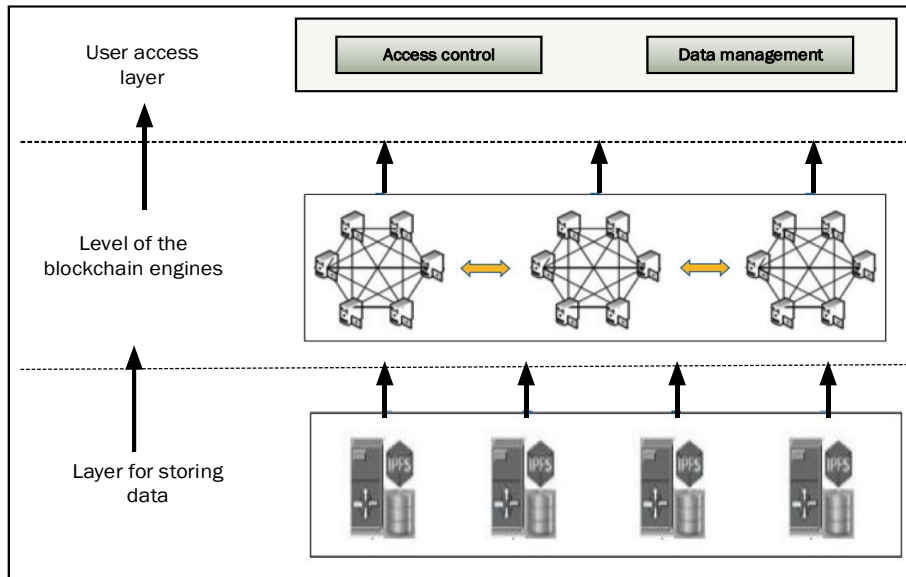 User access
layer
Access control
Data management
Level of the
blockchain engines
Layer for storing
data
IPFS
IPFS
IPFS
IPFS